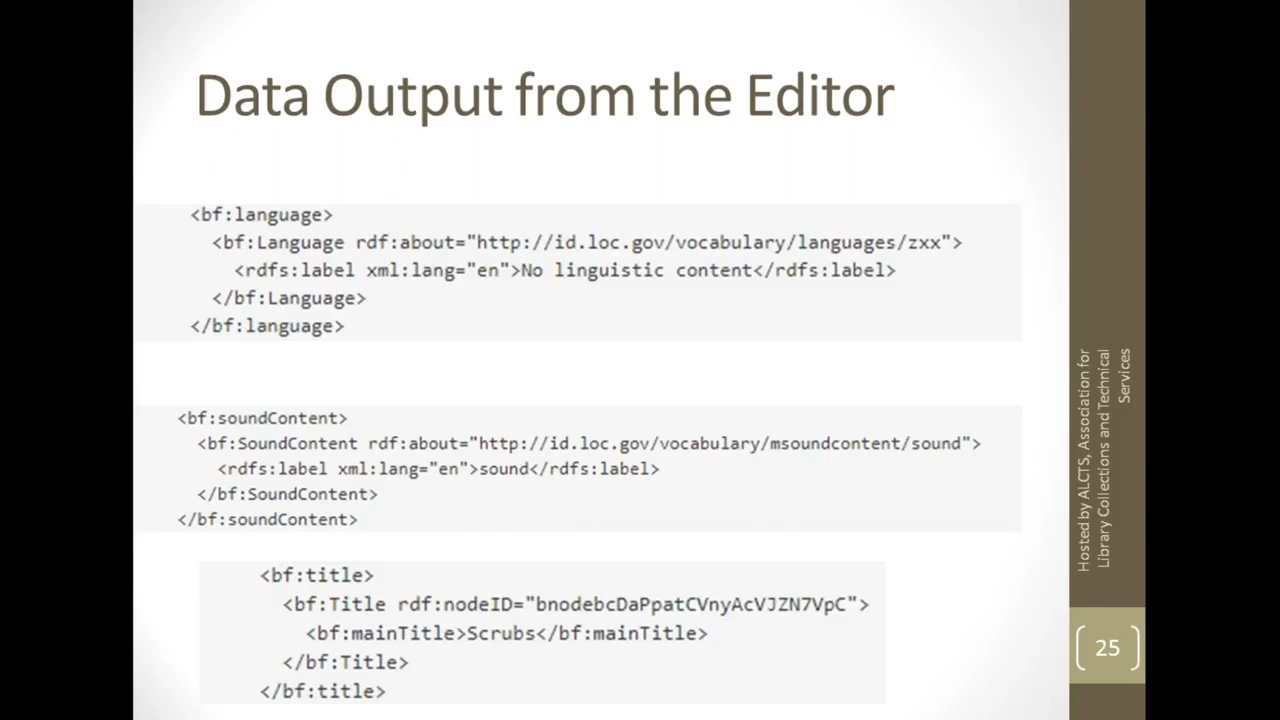 Data Output from the Editor
<bf:language>
<bf:Language rdf:about="http://id.loc.gov/vocabulary/languages/zxx">
<rdfs:label xml:lang="en">No linguistic content</rdfs:label>
</bf:Language>
</bf:language>
<bf:soundContent>
<bf:SoundContent rdf:about="http://id.loc.gov/vocabulary/msoundcontent/sound">
<rdfs:label xml:lang="en">sound</rdfs:label>
</bf:SoundContent>
</bf:soundContent>
<bf:title>
<bf:Title rdf:nodeID="bnodebcDaPpatCVnyAcVJZN7VpC">
<bf:mainTitle>Scrubs</bf:mainTitle>
</bf:Title>
</bf:title>
Hosted by ALCTS, Association for
Library Collections and Technical
Services
25